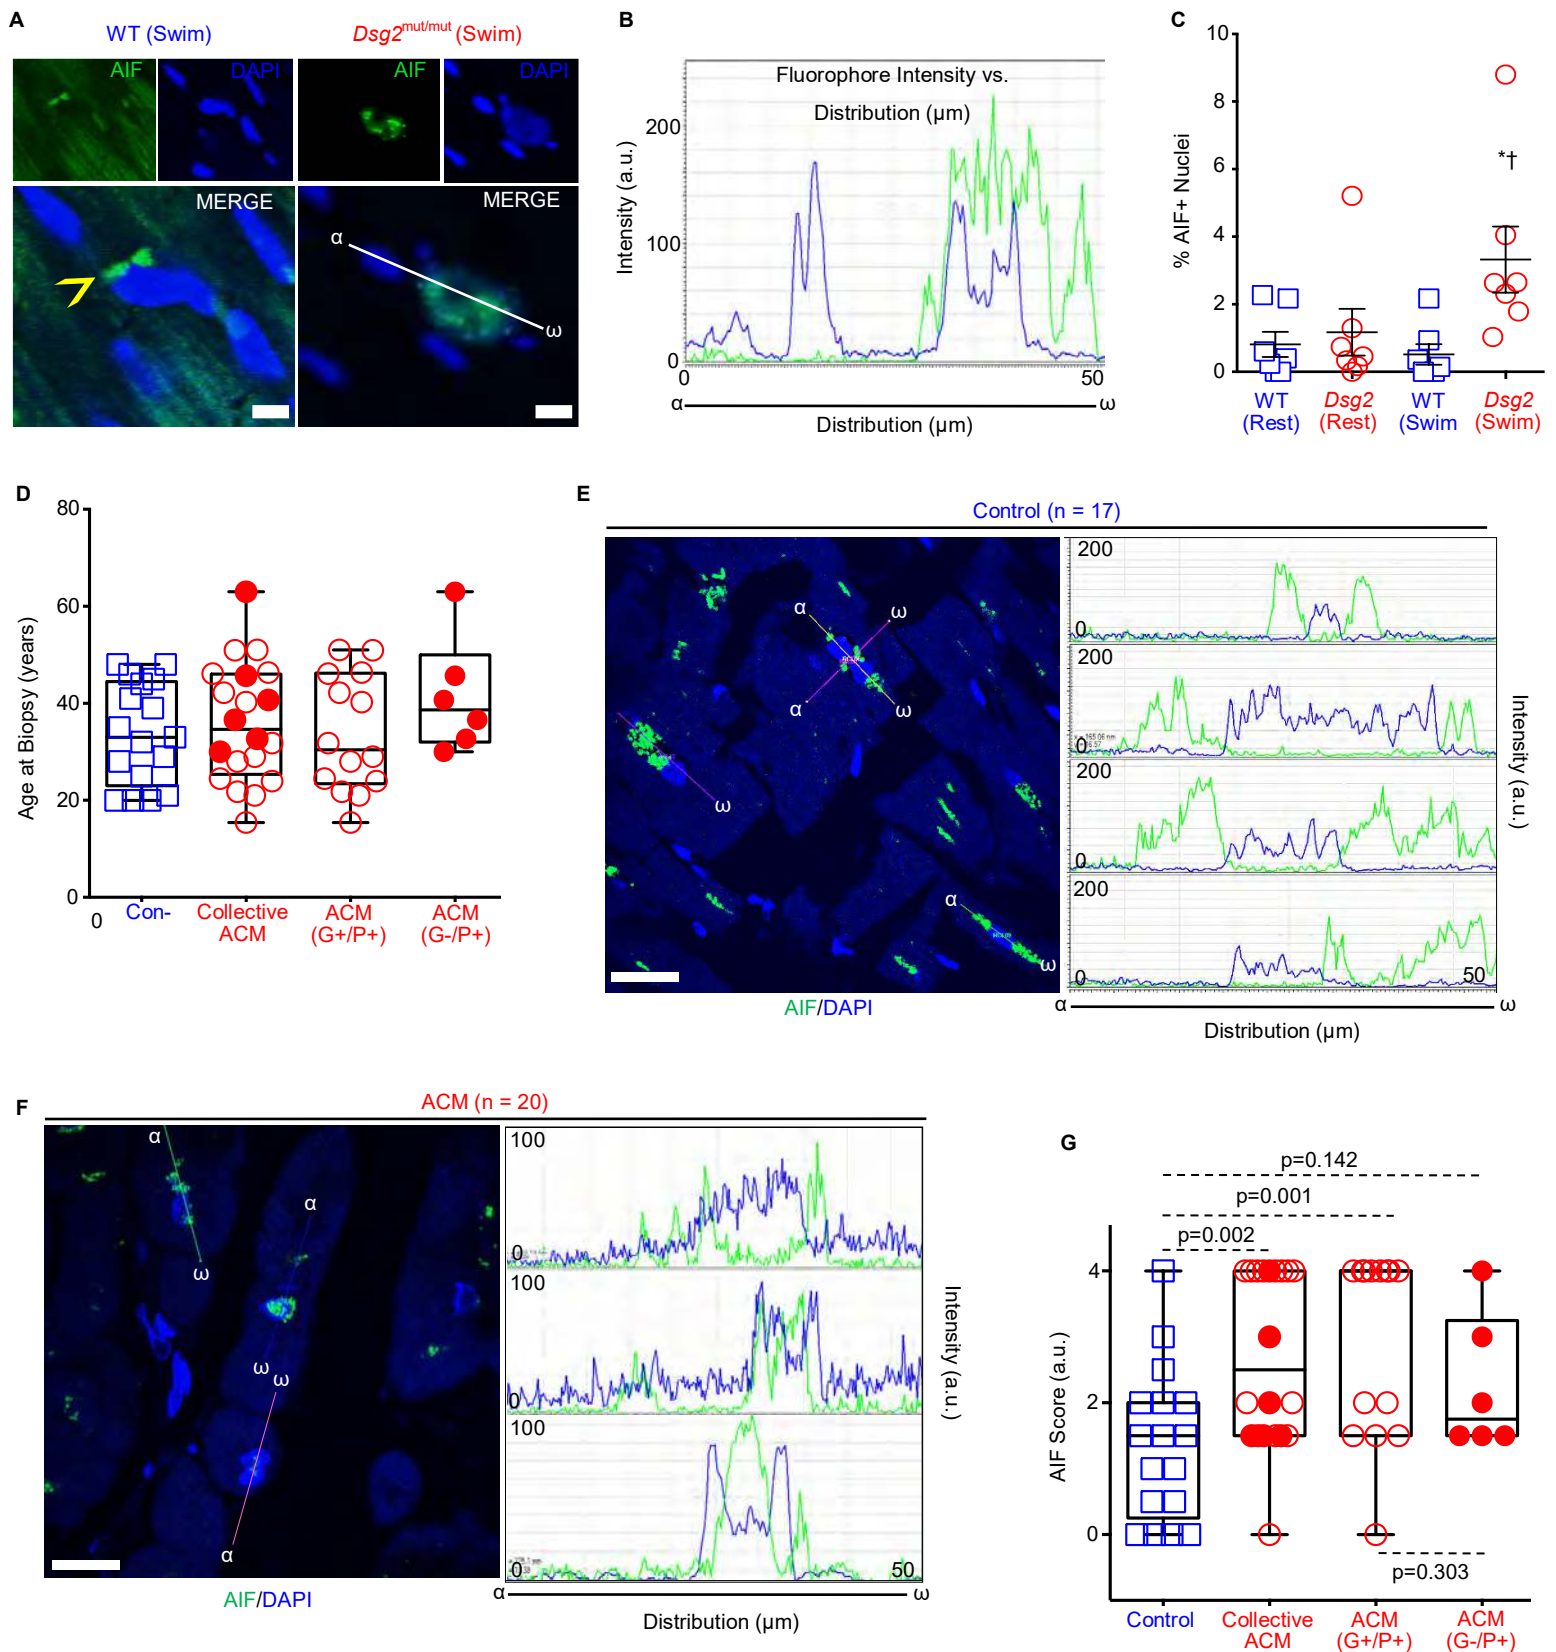 A
WT (Swim)
Dsg2mut/mut (Swim)
AIF
DAPI
AIF
DAPI
MERGE
MERGE
α
ω
B
Fluorophore Intensity vs.
Distribution (µm)
Intensity (a.u.)
200
100
0
0
50
α
ω
Distribution (µm)
C
% AIF+ Nuclei
10
8
6
4
2
0
*†
WT
(Rest)
Dsg2
(Rest)
WT
(Swim
Dsg2
(Swim)
D
Age at Biopsy (years)
80
60
40
20
0
0
Con-
Collective
ACM
ACM
(G+/P+)
ACM
(G-/P+)
E
Control (n = 17)
α
ω
α
ω
ω
α
ω
AIF/DAPI
200
0
200
0
200
0
200
0
50
Intensity (a.u.)
α
ω
Distribution (µm)
F
ACM (n = 20)
α
ω
α
ω
ω
α
AIF/DAPI
100
0
100
0
100
0
50
Intensity (a.u.)
α
ω
Distribution (µm)
G
p=0.142
p=0.001
p=0.002
AIF Score (a.u.)
4
2
0
p=0.303
Control
Collective
ACM
ACM
(G+/P+)
ACM
(G-/P+)